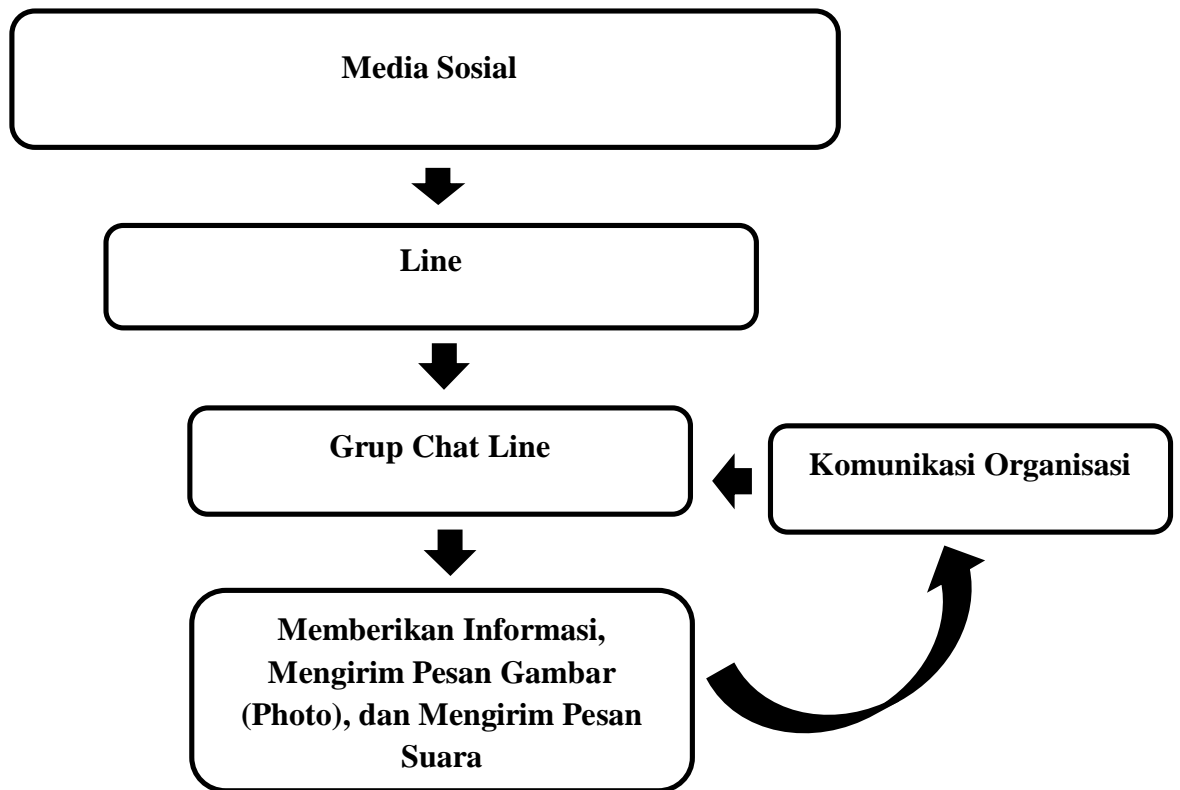 Media Sosial
Line
Grup Chat Line
Komunikasi Organisasi
Memberikan Informasi,
Mengirim Pesan Gambar
(Photo), dan Mengirim Pesan
Suara